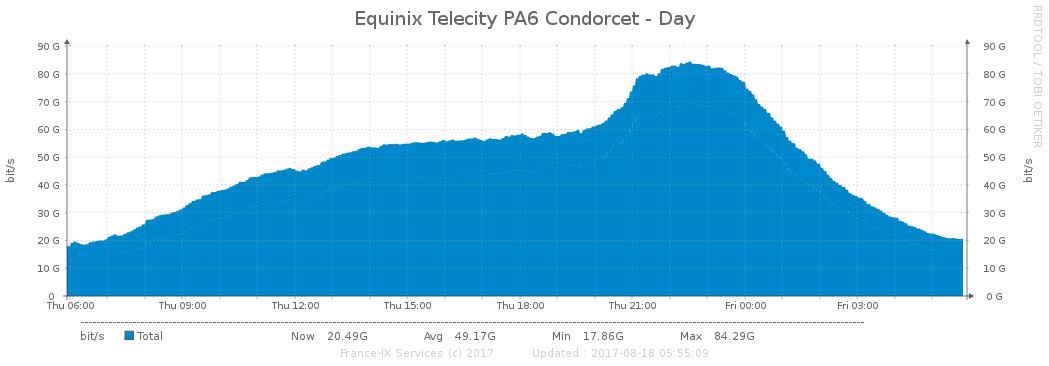 Equinix Telecity PA6 Condorcet - Day
RRDTOOL / TOBI OETIKER
90 G 90 G
80 G 80 G
70 G 70 G
60 G 60 G
50 G 50 G
40 G 40 G
30 G 30 G
20 G 20 G
10 G 10 G
0 0 G
bit/s bit/s
Thu 06:00 Thu 09:00 Thu 12:00 Thu 15:00 Thu 18:00 Thu 21:00 Fri 00:00 Fri 03:00
bit/s Total Now 20.49G Avg 49.17G Min 17.86G Max 84.29G
France-IX Services (c) 2017 Updated : 2017-08-18 05:55:09